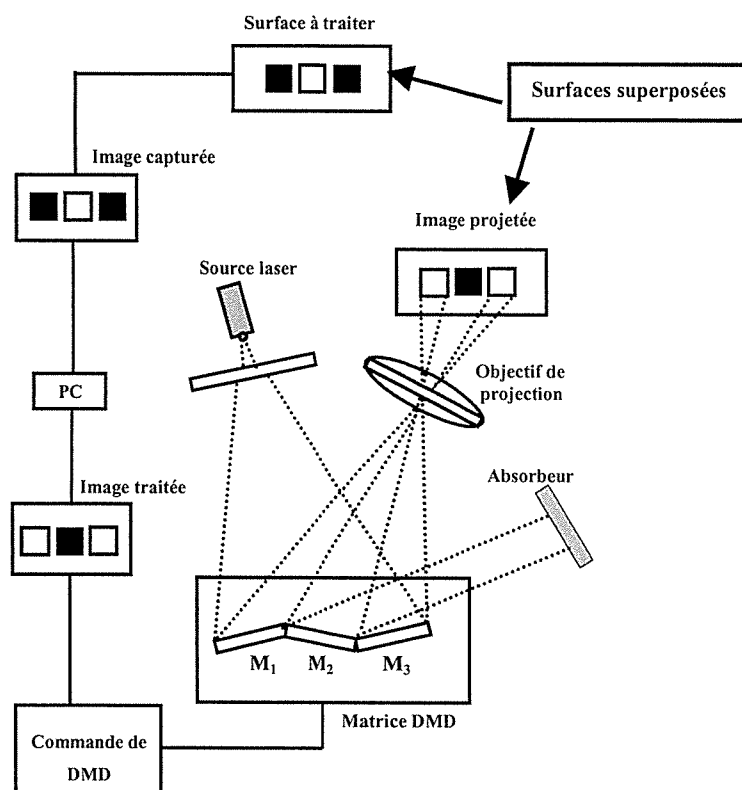 Surface à traiter
Surfaces superposées
Image capturée
Image projetée
Source laser
Objectif de
projection
PC
Image traitée
Absorbeur
M1
M2
M3
Matrice DMD
Commande de
DMD